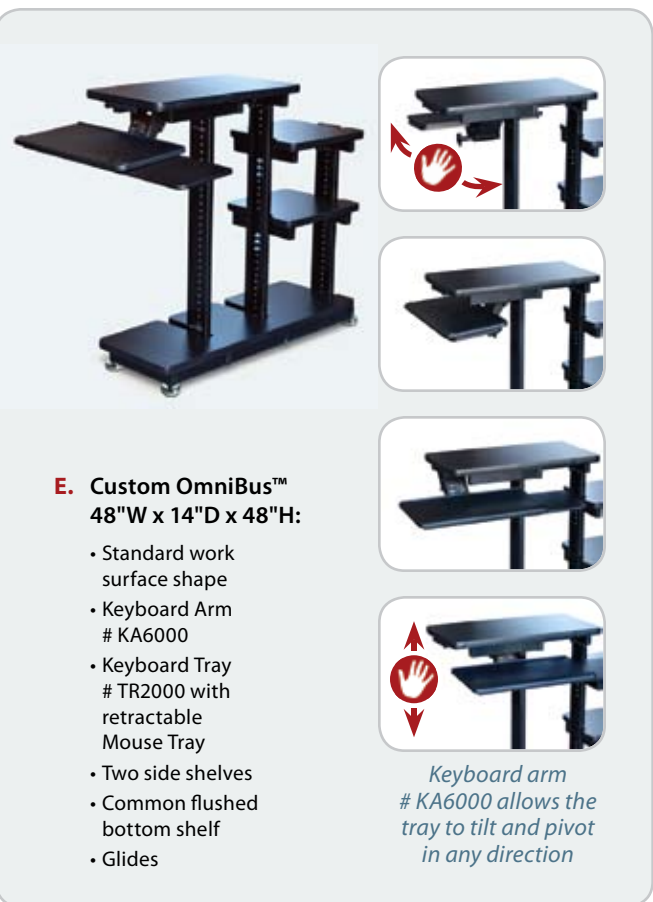 E. Custom OmniBus™
48"W x 14"D x 48"H:
• Standard work
surface shape
• Keyboard Arm
# KA6000
• Keyboard Tray
# TR2000 with
retractable
Mouse Tray
• Two side shelves
• Common flushed
bottom shelf
• Glides
Keyboard arm
# KA6000 allows the
tray to tilt and pivot
in any direction